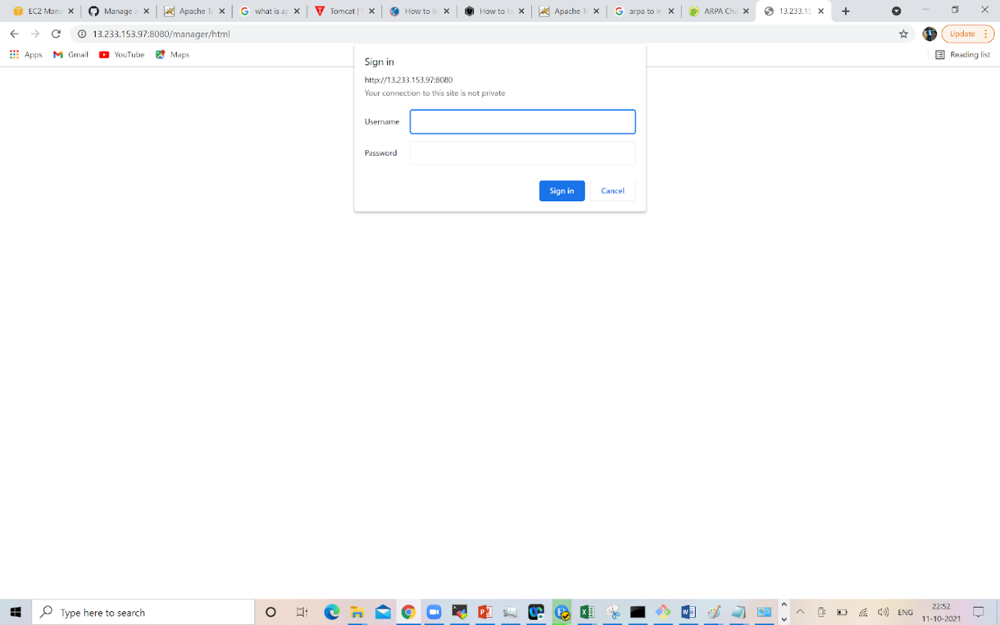 EC2 Mana
Manage a
Apache T
what is ap
Tomcat | V
How to In
How to In
Apache To
arpa to in
ARPA Cha
13.233.15
13.233.153.97:8080/manager/html
Update
Apps
Gmail
YouTube
Maps
Reading list
Sign in
http://13.233.153.97:8080
Your connection to this site is not private
Username
Password
Sign in
Cancel
Type here to search
ENG
22:52
11-10-2021